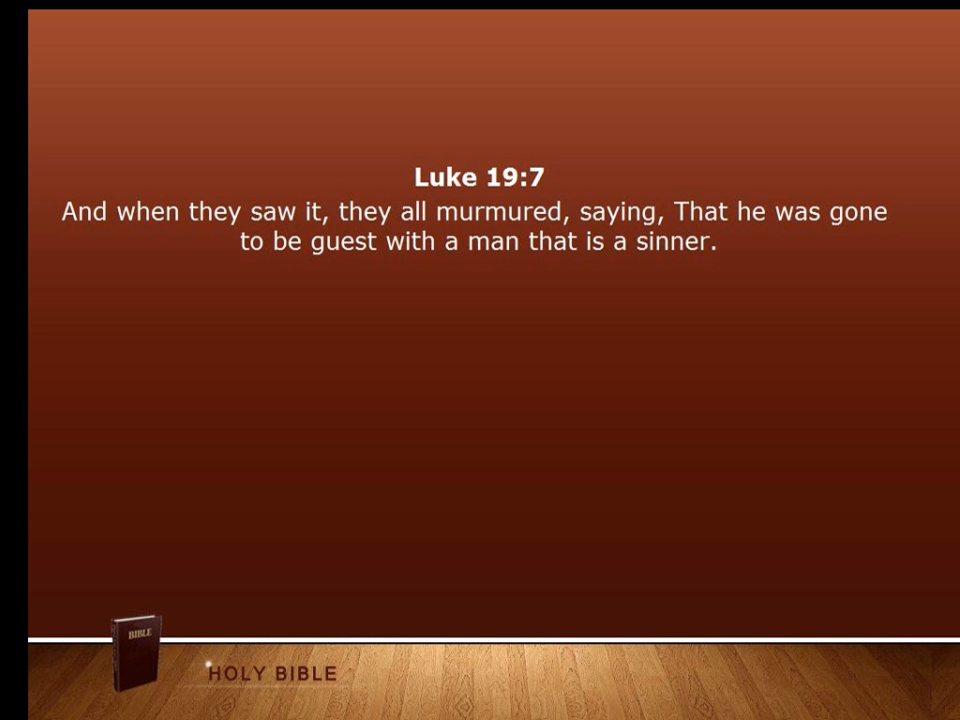 Luke 19:7
And when they saw it, they all murmured, saying, That he was gone
to be guest with a man that is a sinner.
BIBLE
HOLY BIBLE